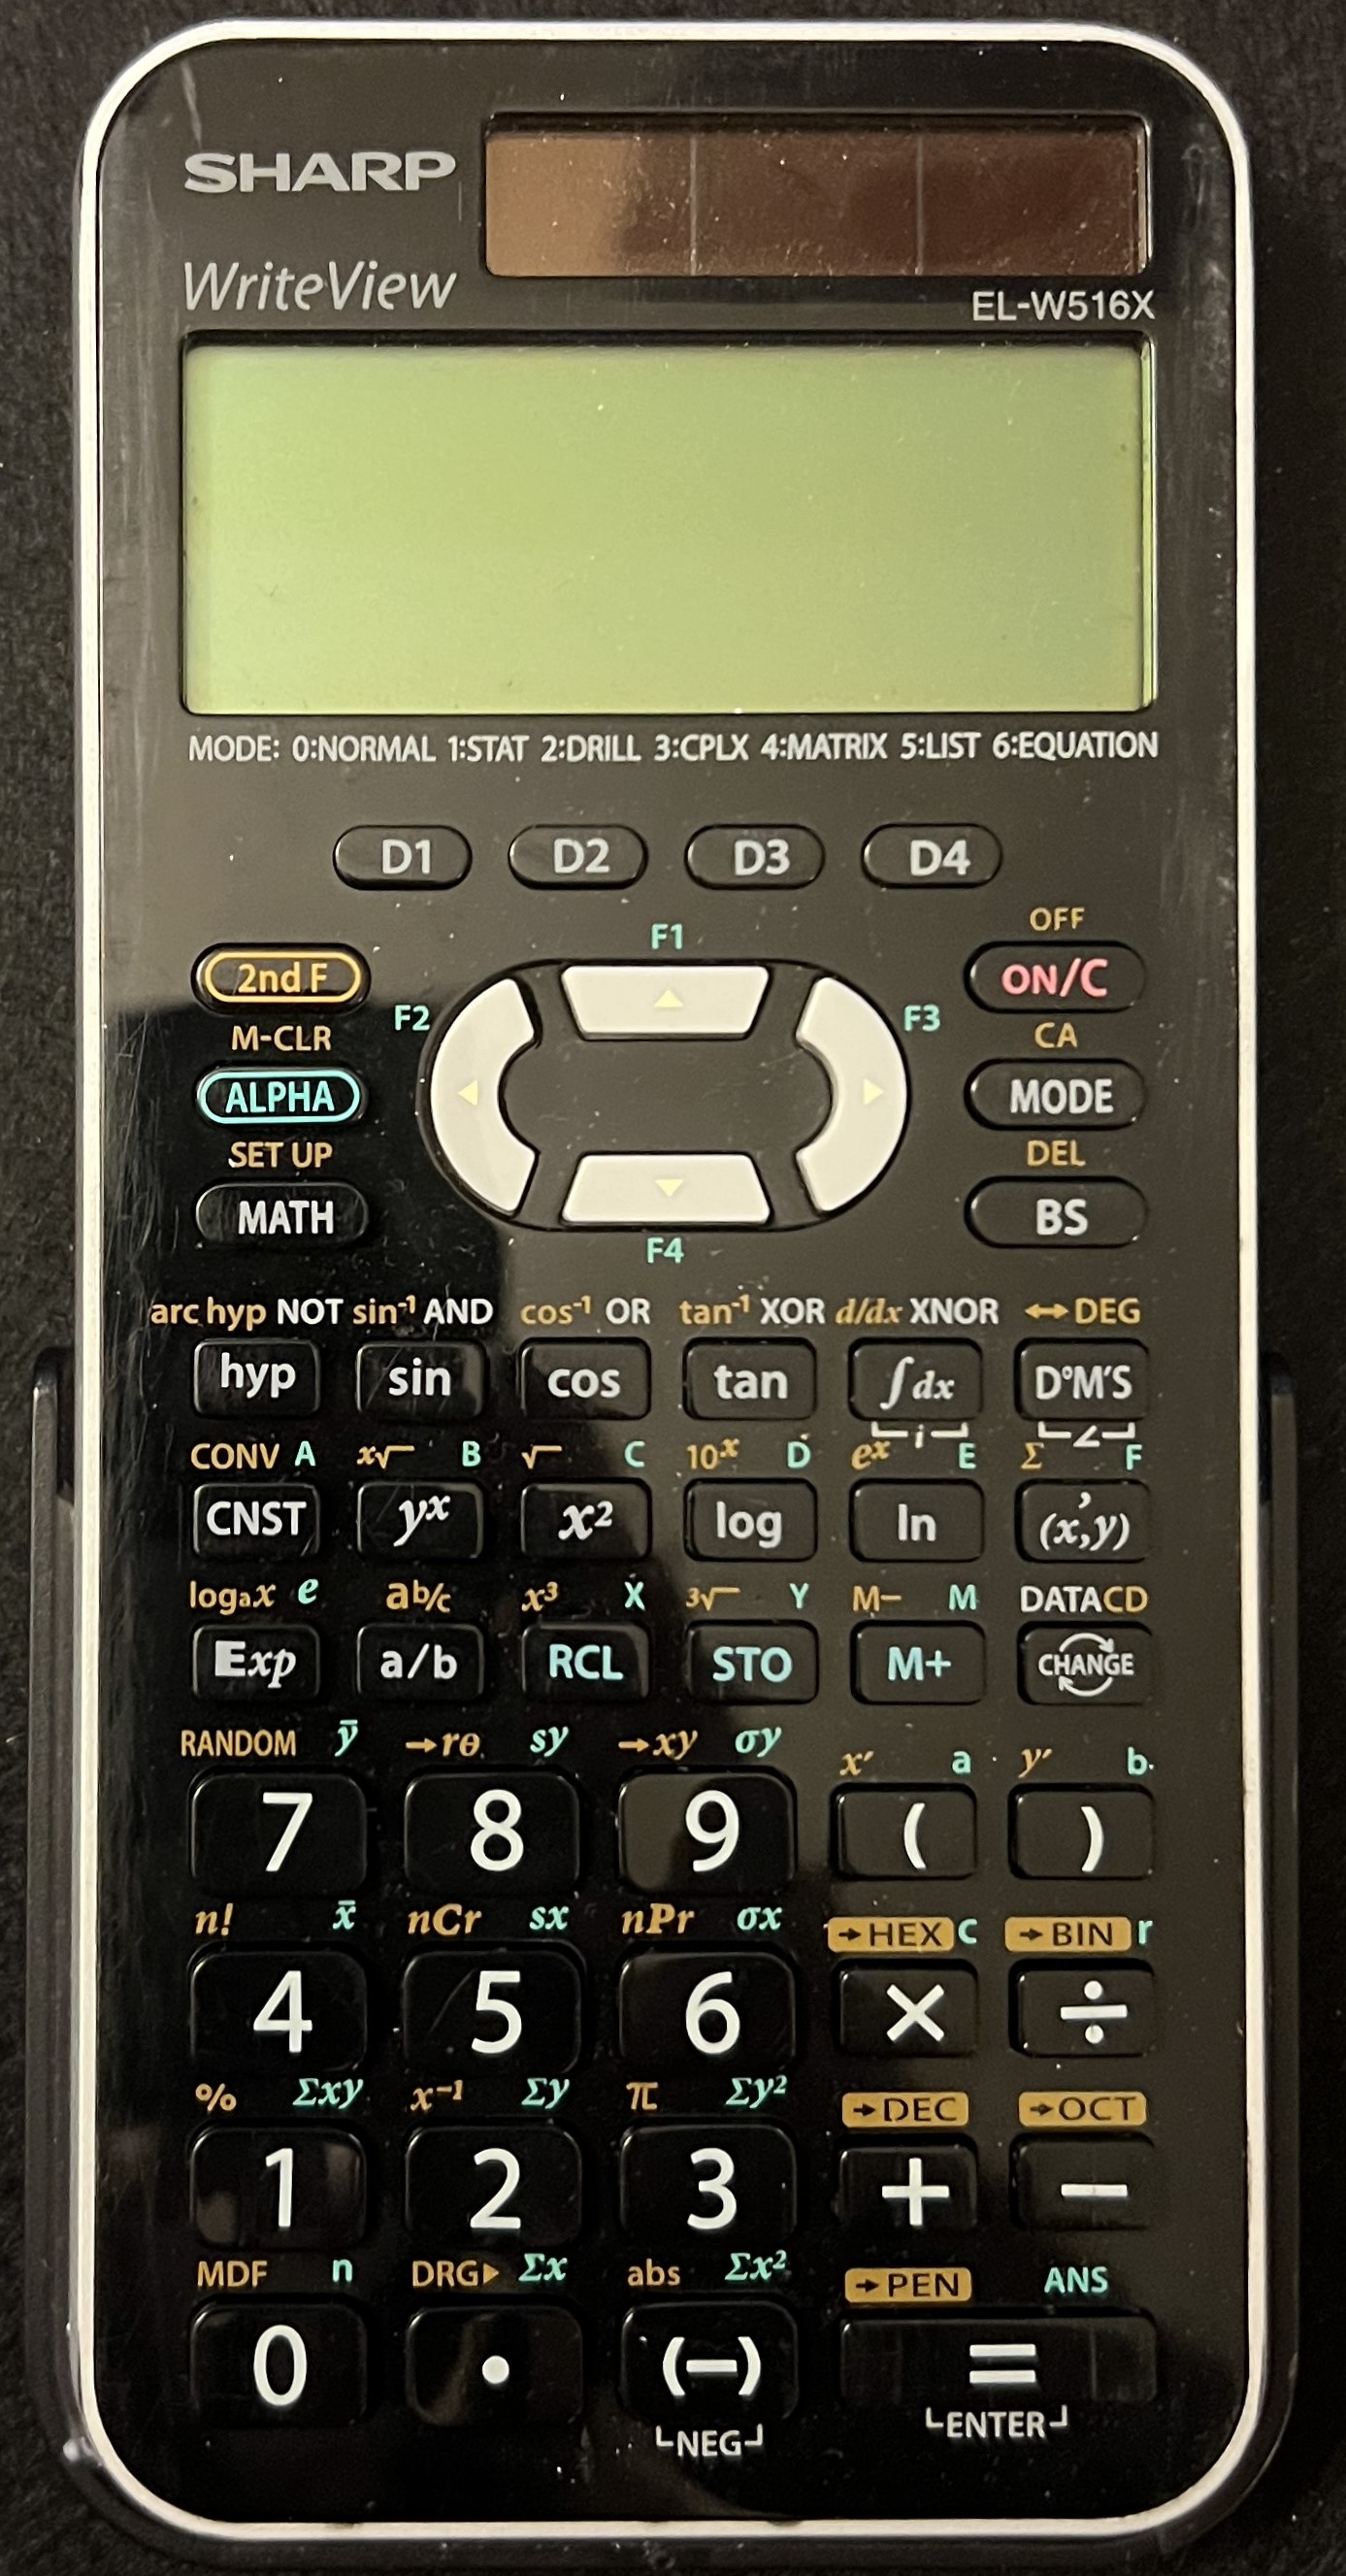 SHARP
WriteView
EL-W516X
MODE: 0:NORMAL 1:STAT 2:DRILL 3:CPLX 4:MATRIX 5:LIST 6:EQUATION
D1 D2 D3 D4
OFF
F1
2nd F ON/C
F2 F3
M-CLR CA
ALPHA MODE
SET UP DEL
MATH BS
F4
arc hyp NOT sin⁻¹ AND cos⁻¹ OR tan⁻¹ XOR d/dx XNOR ↔DEG
hyp sin cos tan ∫dx D°M'S
i ∠
CONV A ˣ√ B √ C 10ˣ D eˣ E Σ F
CNST yˣ x² log ln (x,y)
logₐx e ab/c x³ X ³√ Y M− M DATA CD
Exp a/b RCL STO M+ CHANGE
RANDOM ȳ →rθ sy →xy σy x′ a y′ b
7 8 9 ( )
n! x̄ nCr sx nPr σx →HEX C →BIN r
4 5 6 × ÷
% Σxy x⁻¹ Σy π Σy² →DEC →OCT
1 2 3 + −
MDF n DRG▸ Σx abs Σx² →PEN ANS
0 • (−) =
NEG ENTER